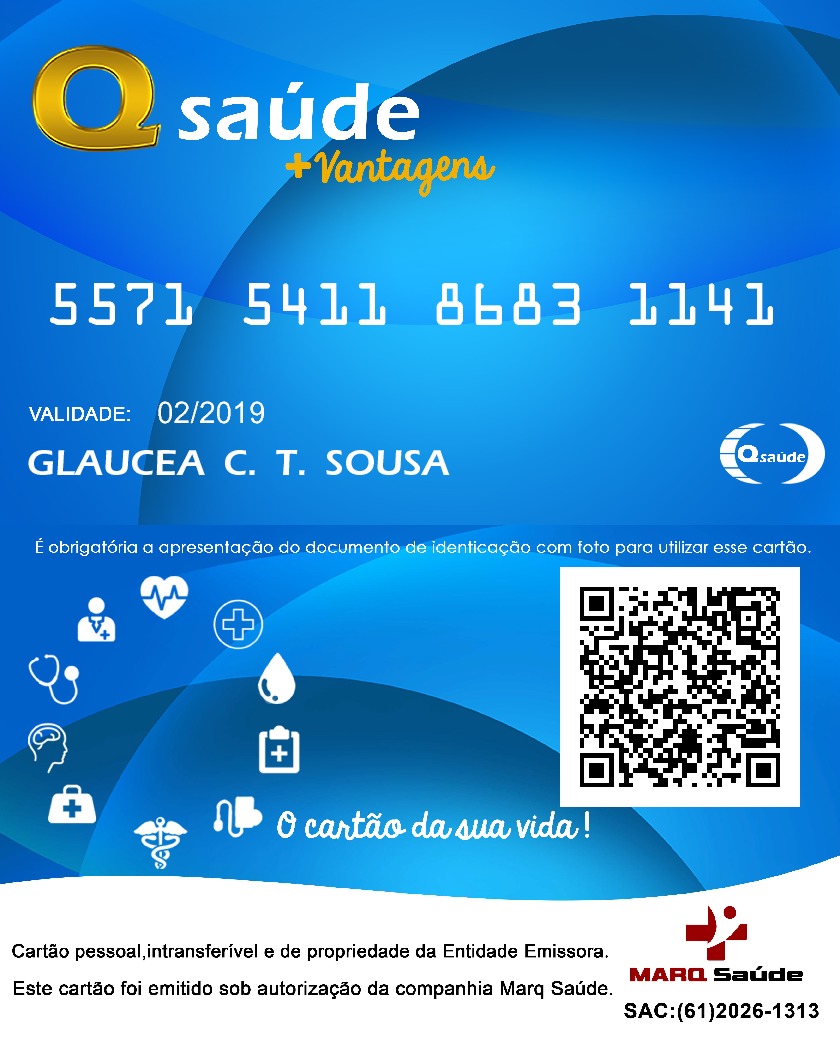 Q saúde
+Vantagens
5571 5411 8683 1141
VALIDADE: 02/2019
GLAUCEA C. T. SOUSA
Qsaúde
É obrigatória a apresentação do documento de identicação com foto para utilizar esse cartão.
O cartão da sua vida!
Cartão pessoal,intransferível e de propriedade da Entidade Emissora.
Este cartão foi emitido sob autorização da companhia Marq Saúde.
MARQ Saúde
SAC:(61)2026-1313